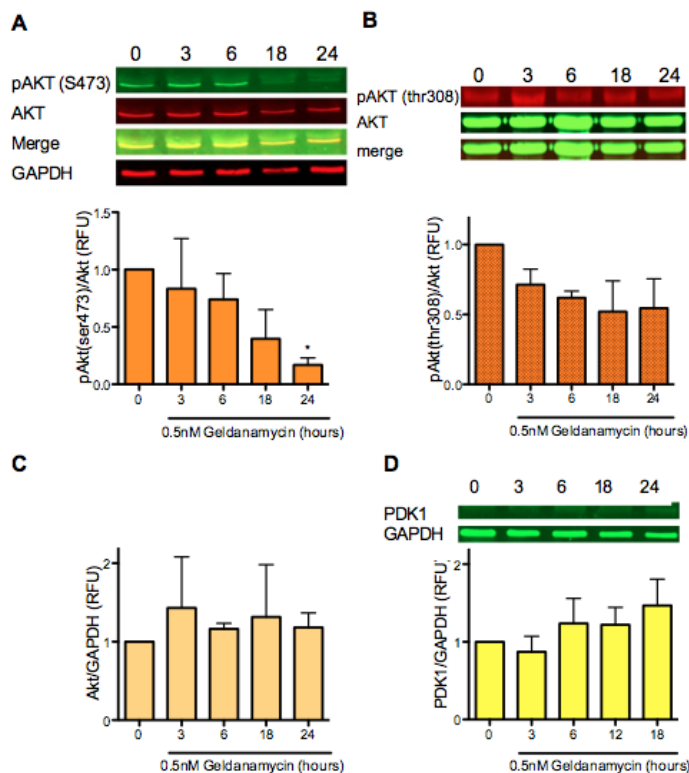 A
0 3 6 18 24
pAKT (S473)
AKT
Merge
GAPDH
pAkt(ser473)/Akt (RFU)
1.5
1.0
0.5
0.0
*
0 3 6 18 24
0.5nM Geldanamycin (hours)
B
0 3 6 18 24
pAKT (thr308)
AKT
merge
pAkt(thr308)/Akt (RFU)
1.0
0.5
0.0
0 3 6 18 24
0.5nM Geldanamycin (hours)
C
Akt/GAPDH (RFU)
2
1
0
0 3 6 18 24
0.5nM Geldanamycin (hours)
D
0 3 6 18 24
PDK1
GAPDH
PDK1/GAPDH (RFU)
2
1
0
0 3 6 12 18
0.5nM Geldanamycin (hours)